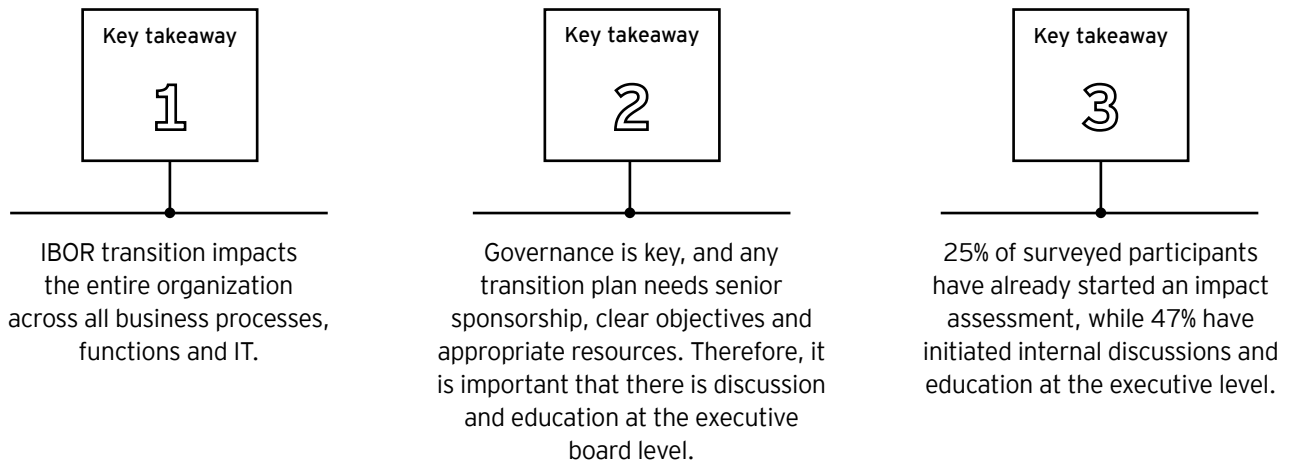 Key takeaway
1
IBOR transition impacts
the entire organization
across all business processes,
functions and IT.
Key takeaway
2
Governance is key, and any
transition plan needs senior
sponsorship, clear objectives and
appropriate resources. Therefore, it
is important that there is discussion
and education at the executive
board level.
Key takeaway
3
25% of surveyed participants
have already started an impact
assessment, while 47% have
initiated internal discussions and
education at the executive level.